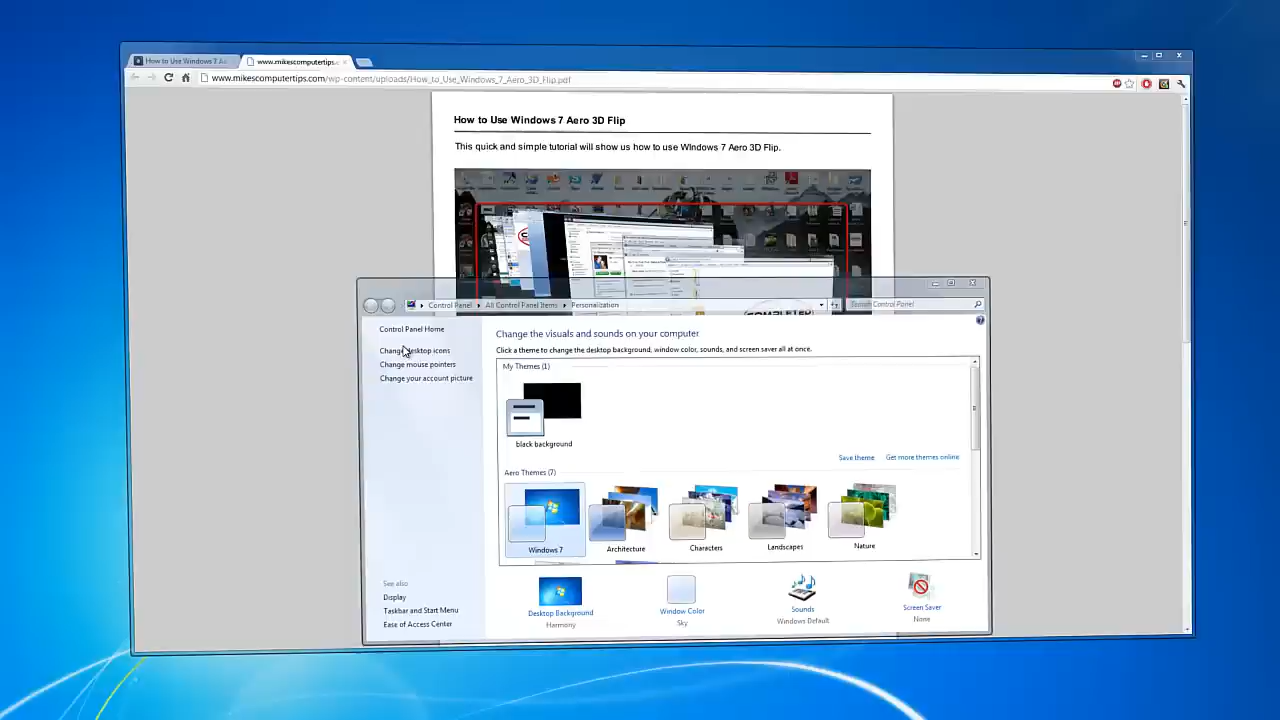 How to Use Windows 7 Ae
www.mikescomputertips.c
www.mikescomputertips.com/wp-content/uploads/How_to_Use_Windows_7_Aero_3D_Flip.pdf
How to Use Windows 7 Aero 3D Flip
This quick and simple tutorial will show us how to use WIndows 7 Aero 3D Flip.
COMPLETED
Control Panel
All Control Panel Items
Personalization
Search Control Panel
Control Panel Home
Change desktop icons
Change mouse pointers
Change your account picture
Change the visuals and sounds on your computer
Click a theme to change the desktop background, window color, sounds, and screen saver all at once.
My Themes (1)
black background
Save theme
Get more themes online
Aero Themes (7)
Windows 7
Architecture
Characters
Landscapes
Nature
See also
Display
Taskbar and Start Menu
Ease of Access Center
Desktop Background
Harmony
Window Color
Sky
Sounds
Windows Default
Screen Saver
None